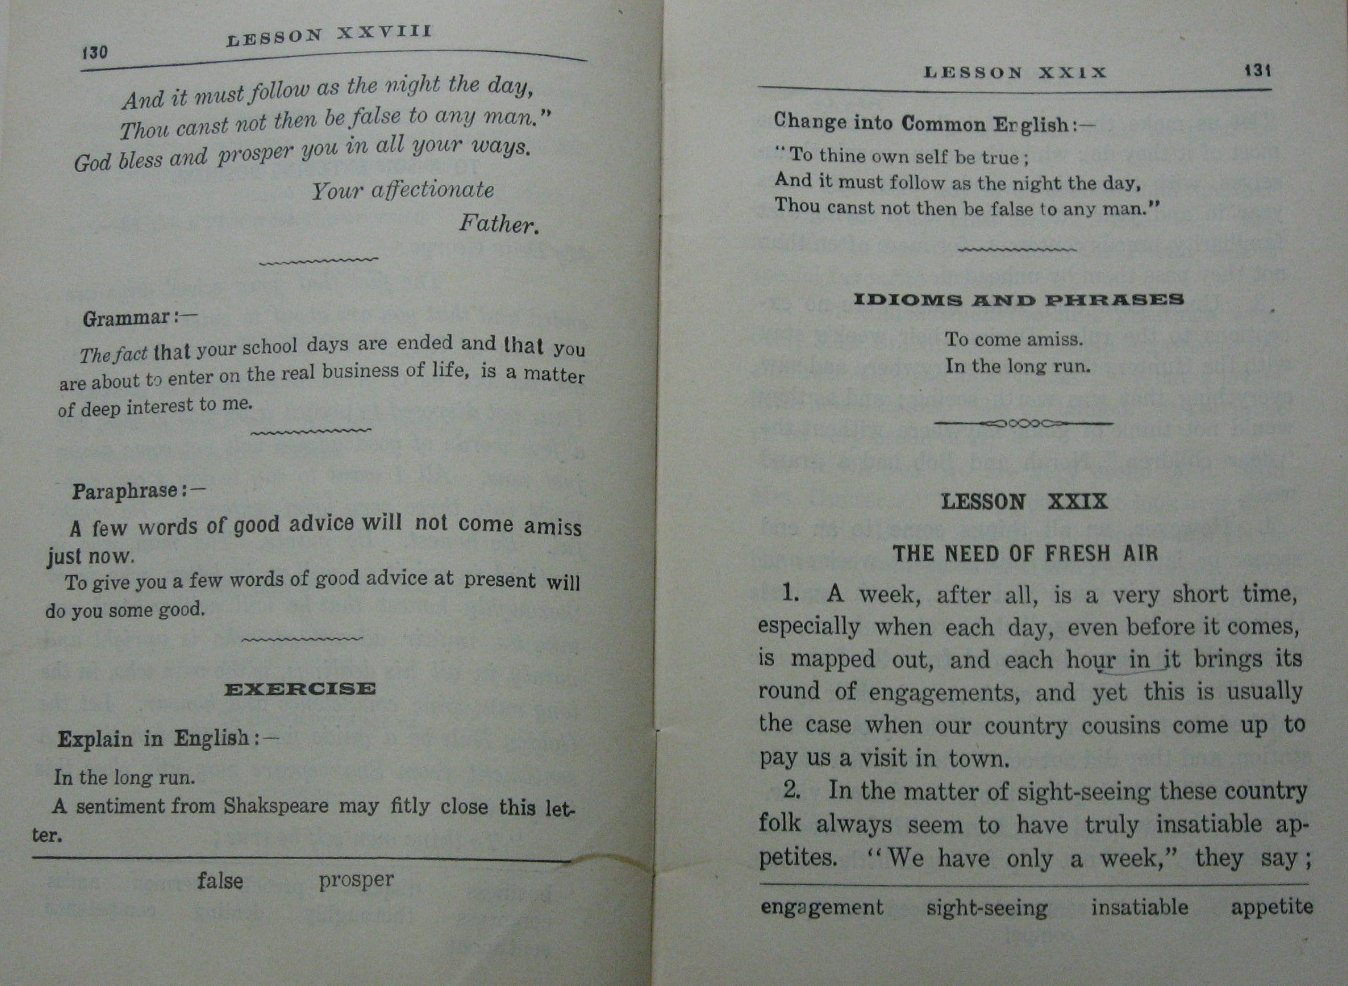 130
LESSON XXVIII
And it must follow as the night the day,
Thou canst not then be false to any man."
God bless and prosper you in all your ways.
Your affectionate
Father.
Grammar:—
The fact that your school days are ended and that you
are about to enter on the real business of life, is a matter
of deep interest to me.
Paraphrase:—
A few words of good advice will not come amiss
just now.
To give you a few words of good advice at present will
do you some good.
EXERCISE
Explain in English:—
In the long run.
A sentiment from Shakspeare may fitly close this let-
ter.
false prosper
LESSON XXIX
131
Change into Common English:—
"To thine own self be true;
And it must follow as the night the day,
Thou canst not then be false to any man."
IDIOMS AND PHRASES
To come amiss.
In the long run.
LESSON XXIX
THE NEED OF FRESH AIR
1. A week, after all, is a very short time,
especially when each day, even before it comes,
is mapped out, and each hour in it brings its
round of engagements, and yet this is usually
the case when our country cousins come up to
pay us a visit in town.
2. In the matter of sight-seeing these country
folk always seem to have truly insatiable ap-
petites. "We have only a week," they say;
engagement sight-seeing insatiable appetite